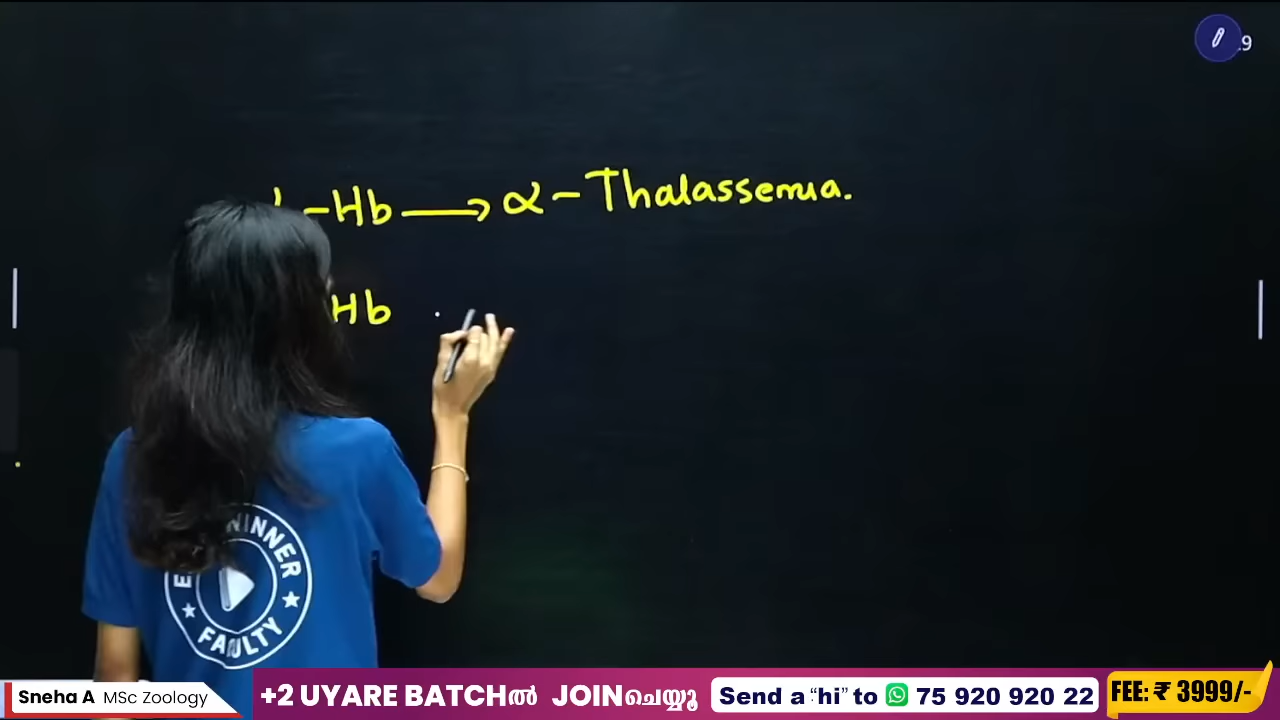 9
-Hb → α - Thalassemia.
Hb
WINNER
FACULTY
Sneha A MSc Zoology
+2 UYARE BATCHൽ JOINചെയ്യൂ
Send a “hi” to 75 920 920 22
FEE: ₹ 3999/-